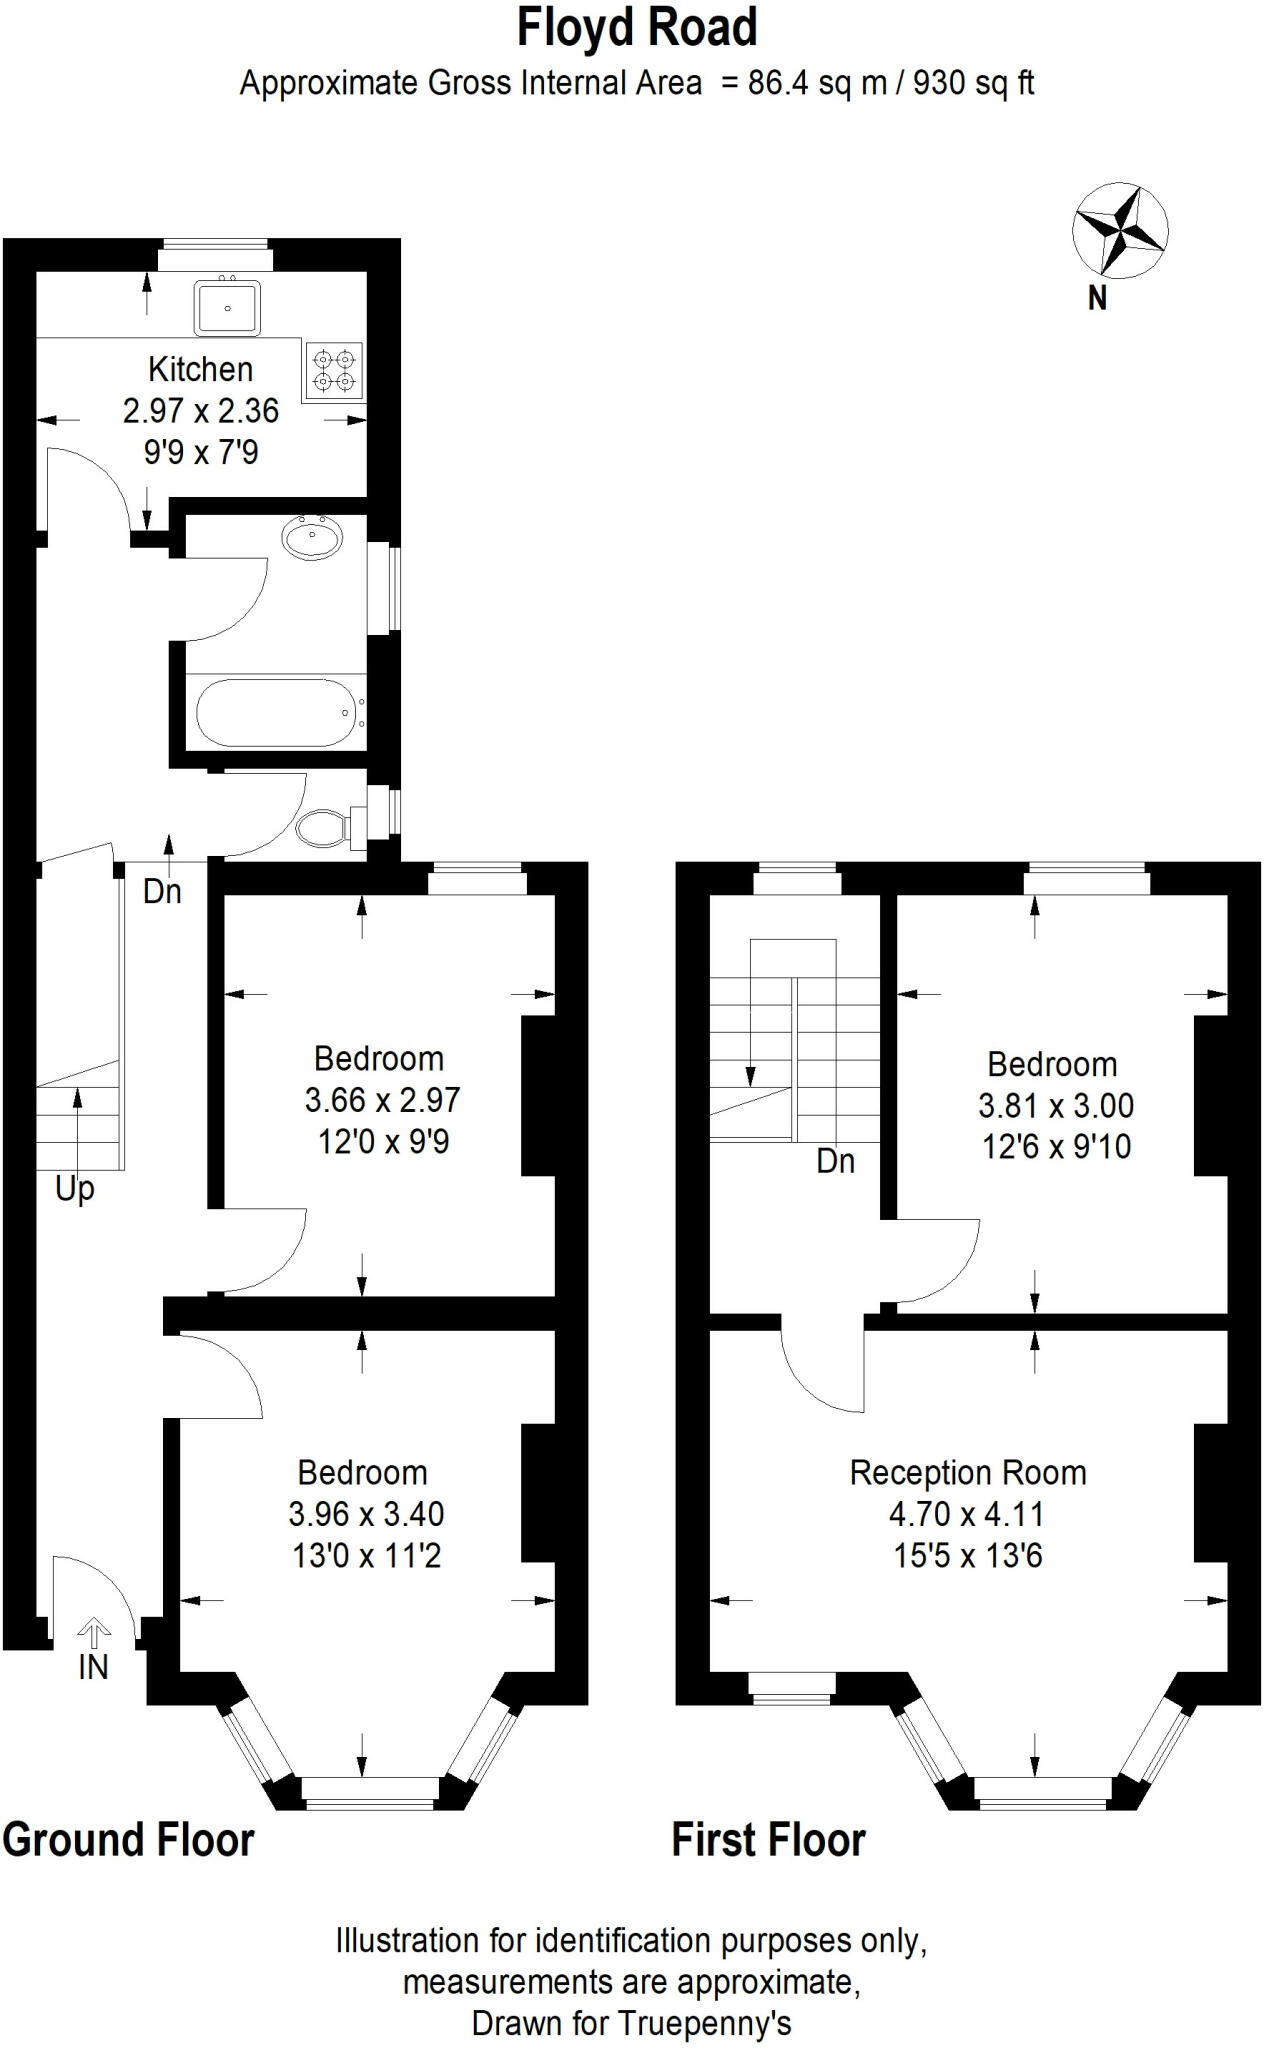 Floyd Road
Approximate Gross Internal Area = 86.4 sq m / 930 sq ft
N
Kitchen
2.97 x 2.36
9'9 x 7'9
Dn
Bedroom
3.66 x 2.97
12'0 x 9'9
Up
Bedroom
3.96 x 3.40
13'0 x 11'2
IN
Ground Floor
Bedroom
3.81 x 3.00
12'6 x 9'10
Dn
Reception Room
4.70 x 4.11
15'5 x 13'6
First Floor
Illustration for identification purposes only,
measurements are approximate,
Drawn for Truepenny's